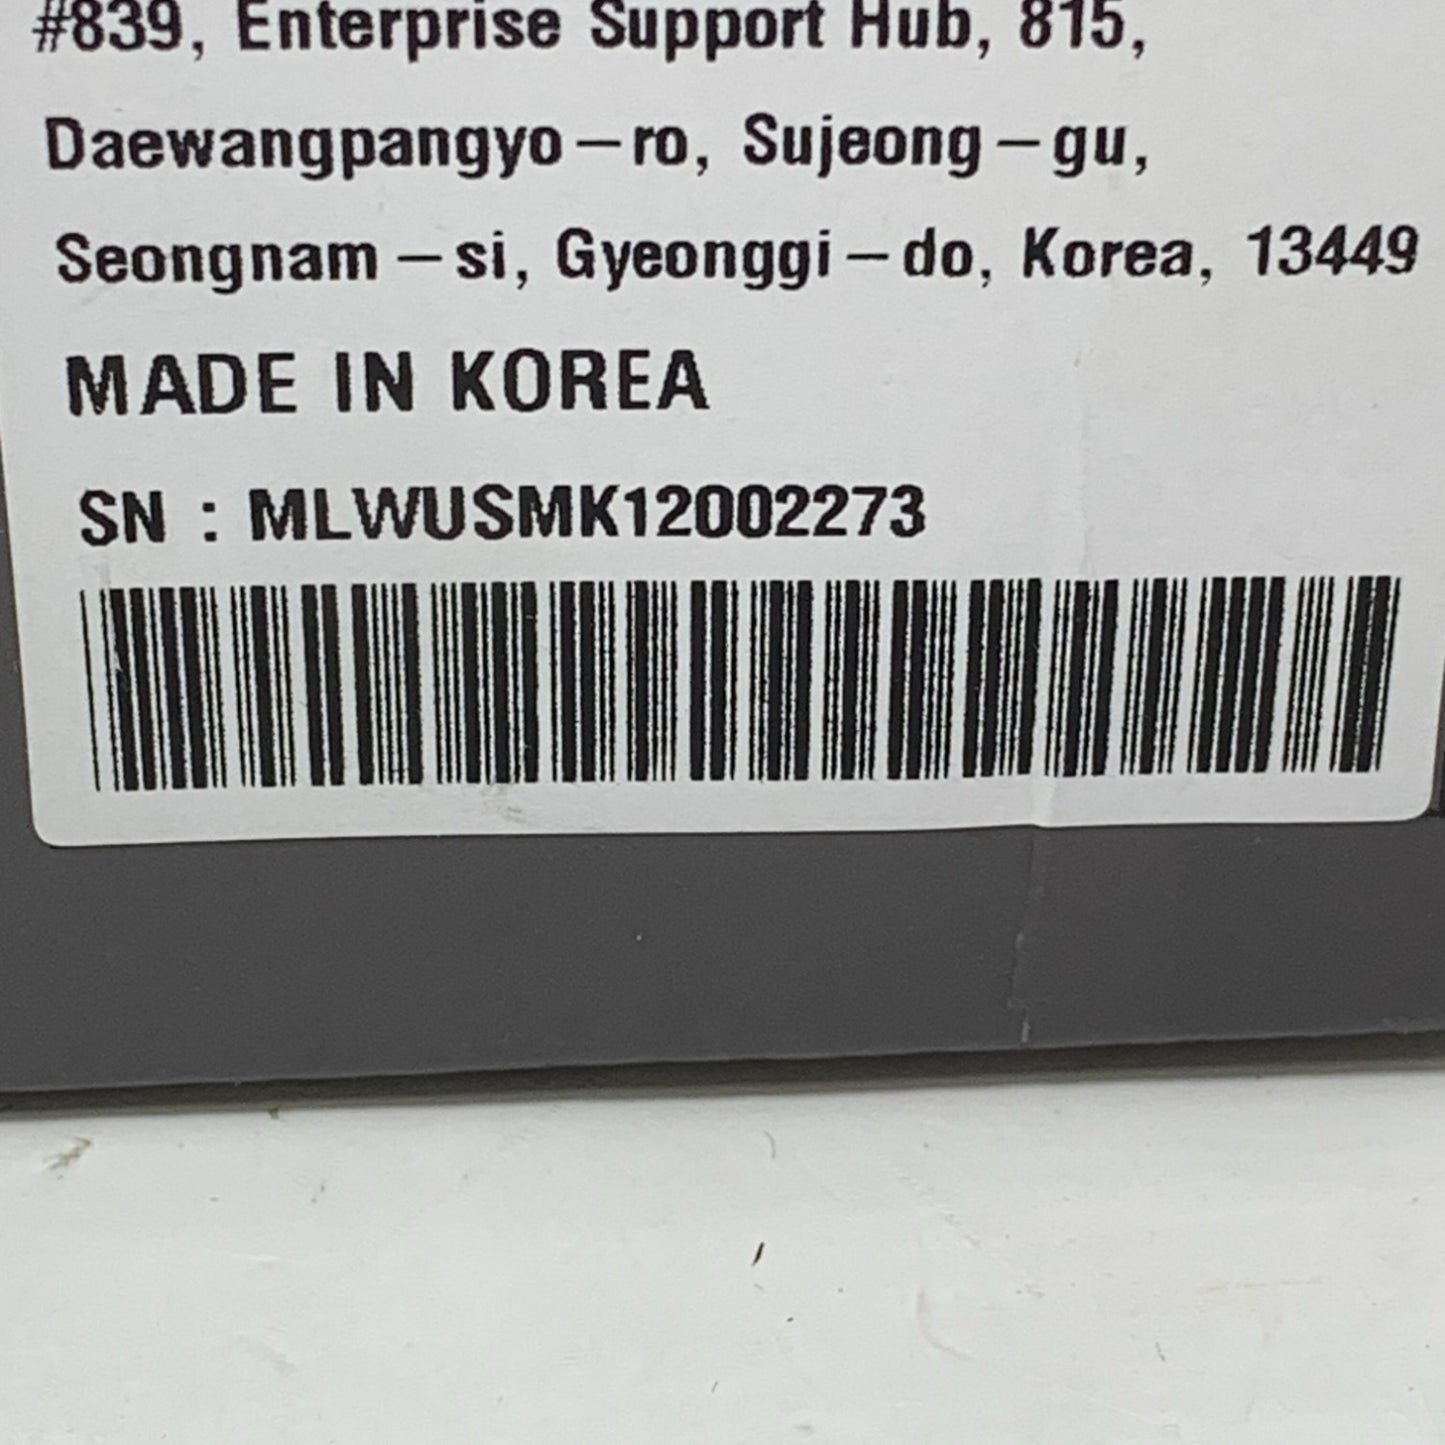 #839, Enterprise Support Hub, 815,
Daewangpangyo-ro, Sujeong-gu,
Seongnam-si, Gyeonggi-do, Korea, 13449
MADE IN KOREA
SN : MLWUSMK12002273